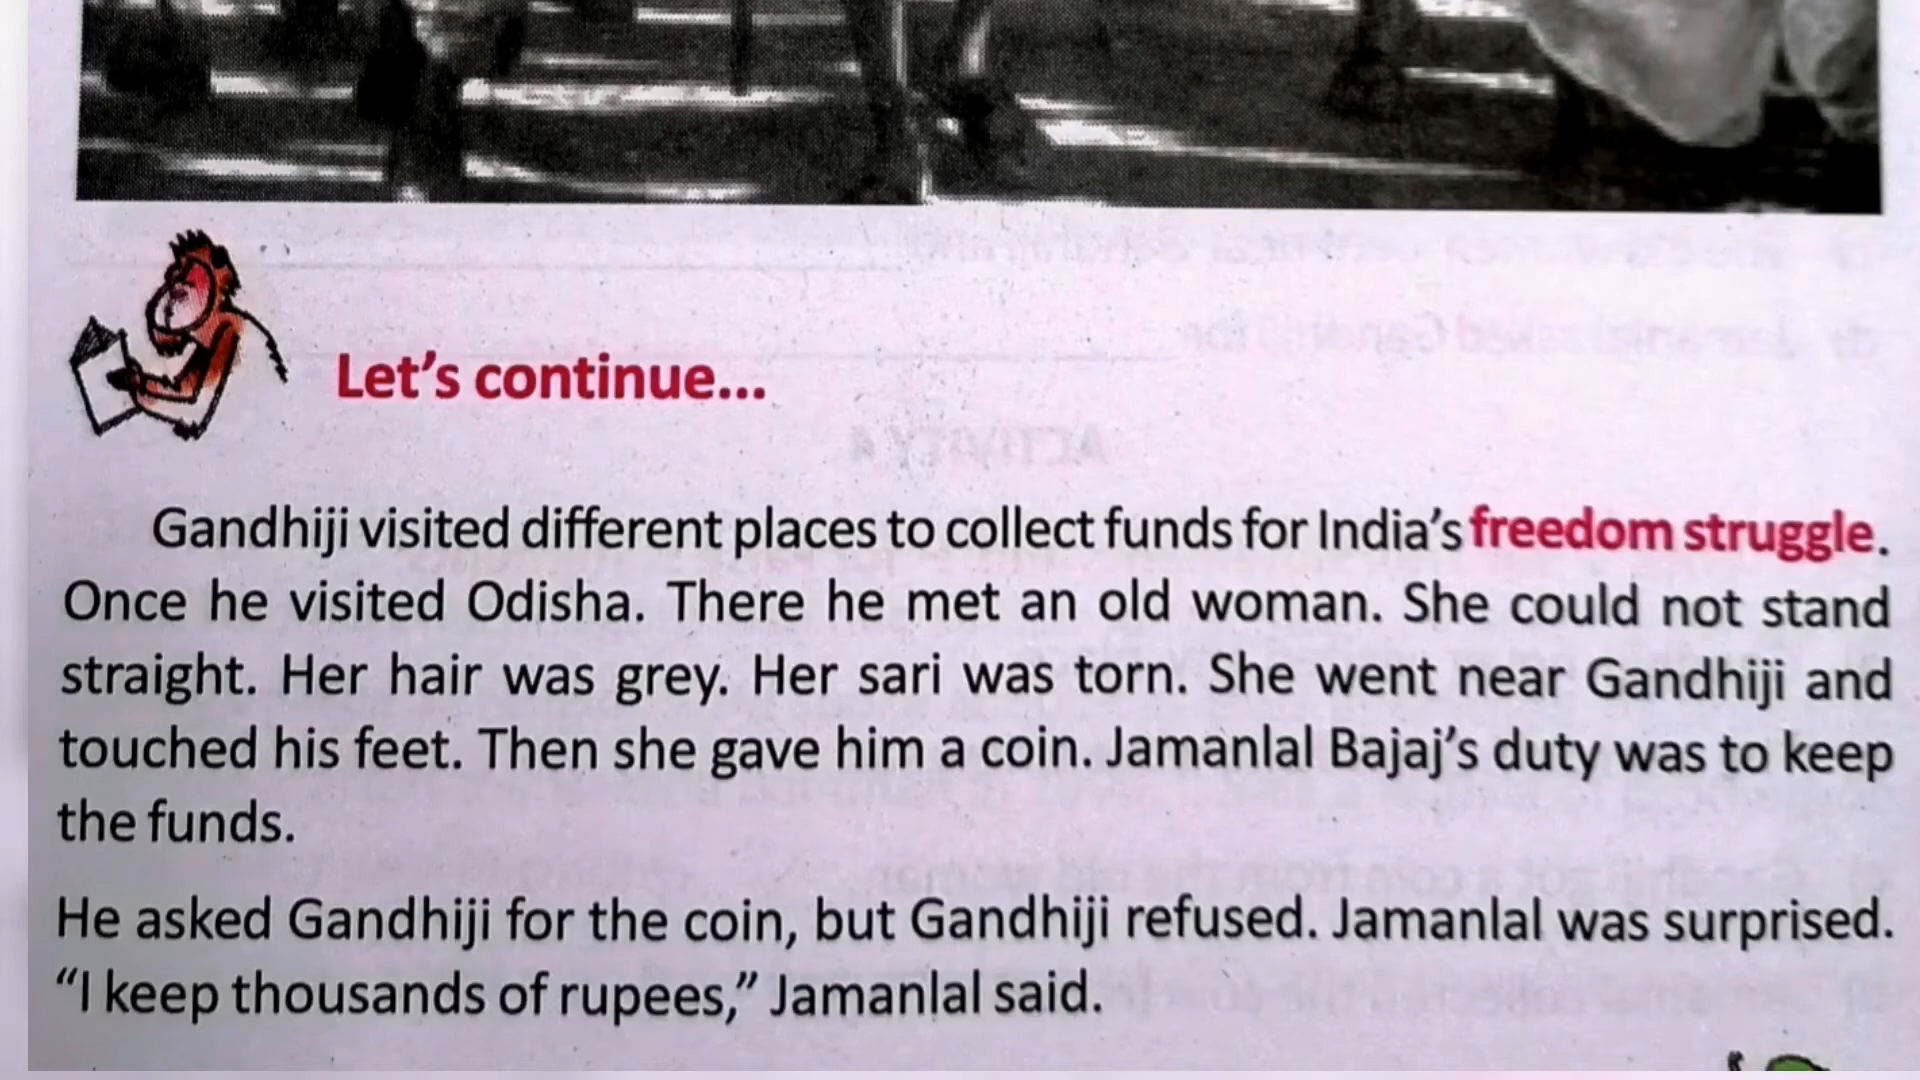 Let's continue...
Gandhiji visited different places to collect funds for India's freedom struggle.
Once he visited Odisha. There he met an old woman. She could not stand
straight. Her hair was grey. Her sari was torn. She went near Gandhiji and
touched his feet. Then she gave him a coin. Jamanlal Bajaj's duty was to keep
the funds.
He asked Gandhiji for the coin, but Gandhiji refused. Jamanlal was surprised.
“I keep thousands of rupees,” Jamanlal said.